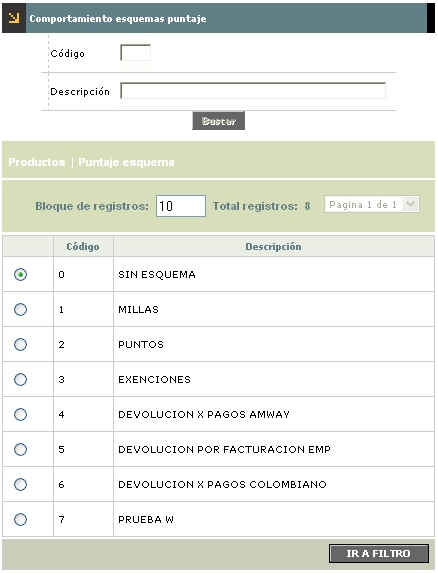 Comportamiento esquemas puntaje
Código
Descripción
Buscar
Productos | Puntaje esquema
Bloque de registros: 10 Total registros: 8 Pagina 1 de 1
Código Descripción
0 SIN ESQUEMA
1 MILLAS
2 PUNTOS
3 EXENCIONES
4 DEVOLUCION X PAGOS AMWAY
5 DEVOLUCION POR FACTURACION EMP
6 DEVOLUCION X PAGOS COLOMBIANO
7 PRUEBA W
IR A FILTRO